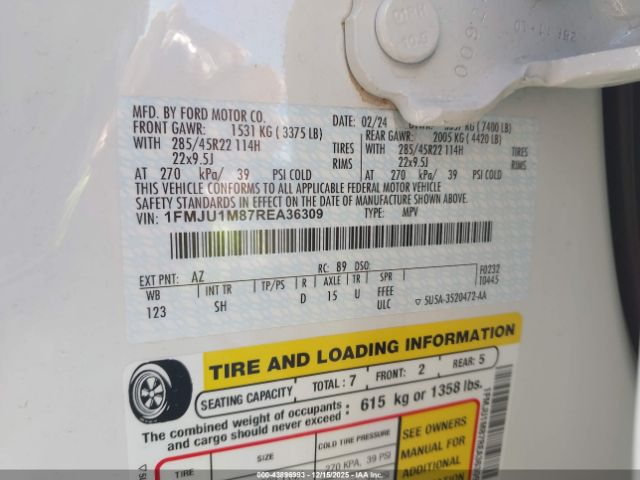 MFD. BY FORD MOTOR CO.
DATE: 02/24
FRONT GAWR: 1531 KG ( 3375 LB)
WITH 285/45R22 114H TIRES
22x9.5J RIMS
AT 270 kPa/ 39 PSI COLD
( 7400 LB)
REAR GAWR: 2005 KG ( 4420 LB)
WITH 285/45R22 114H TIRES
22x9.5J RIMS
AT 270 kPa/ 39 PSI COLD
THIS VEHICLE CONFORMS TO ALL APPLICABLE FEDERAL MOTOR VEHICLE
SAFETY STANDARDS IN EFFECT ON THE DATE OF MANUFACTURE SHOWN ABOVE.
VIN: 1FMJU1M87REA36309
TYPE: MPV
EXT PNT: AZ
RC: 89 DSO:
F0232
T0445
WB INT TR TP/PS R AXLE TR SPR
123 SH D 15 U FFEE
ULC
▽ 5U5A-3520472-AA
TIRE AND LOADING INFORMATION
SEATING CAPACITY TOTAL : 7 FRONT: 2 REAR: 5
The combined weight of occupants
and cargo should never exceed : 615 kg or 1358 lbs.
TIRE SIZE COLD TIRE PRESSURE
270 KPA, 39 PSI
SEE OWNERS
MANUAL FOR
ADDITIONAL
43896993 - 12/15/2025 -